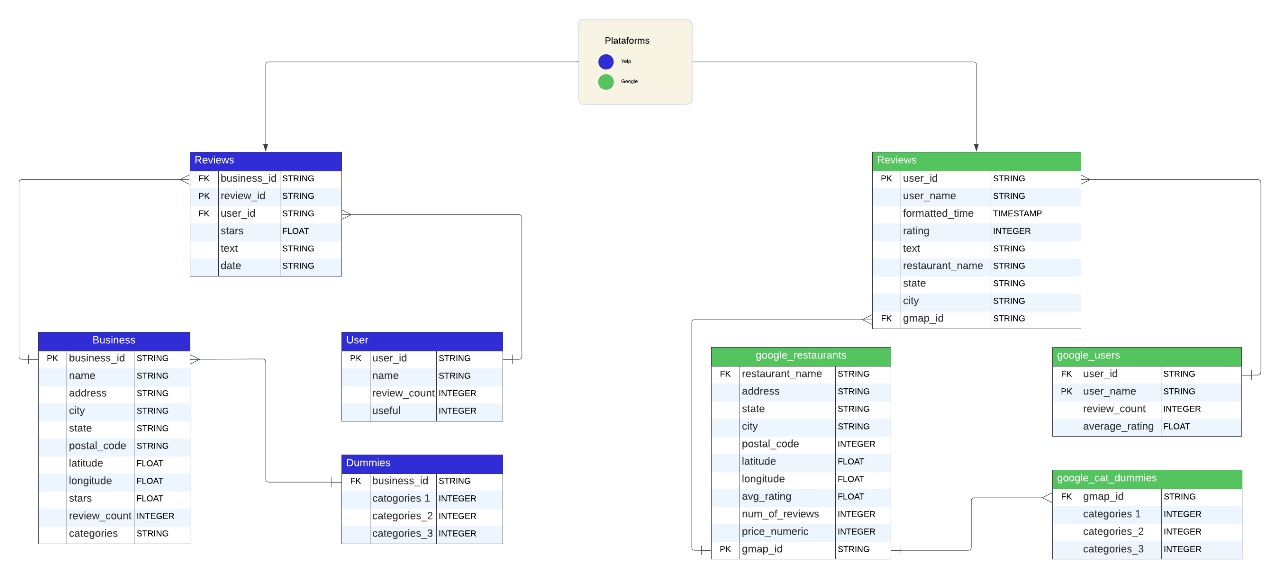 Plataforms
Yelp
Google
Reviews
FK business_id STRING
PK review_id STRING
FK user_id STRING
stars FLOAT
text STRING
date STRING
Reviews
PK user_id STRING
user_name STRING
formatted_time TIMESTAMP
rating INTEGER
text STRING
restaurant_name STRING
state STRING
city STRING
FK gmap_id STRING
Business
PK business_id STRING
name STRING
address STRING
city STRING
state STRING
postal_code STRING
latitude FLOAT
longitude FLOAT
stars FLOAT
review_count INTEGER
categories STRING
User
PK user_id STRING
name STRING
review_count INTEGER
useful INTEGER
Dummies
FK business_id STRING
catogories 1 INTEGER
categories_2 INTEGER
categories_3 INTEGER
google_restaurants
FK restaurant_name STRING
address STRING
state STRING
city STRING
postal_code INTEGER
latitude FLOAT
longitude FLOAT
avg_rating FLOAT
num_of_reviews INTEGER
price_numeric INTEGER
PK gmap_id STRING
google_users
FK user_id STRING
PK user_name STRING
review_count INTEGER
average_rating FLOAT
google_cat_dummies
FK gmap_id STRING
categories 1 INTEGER
categories_2 INTEGER
categories_3 INTEGER